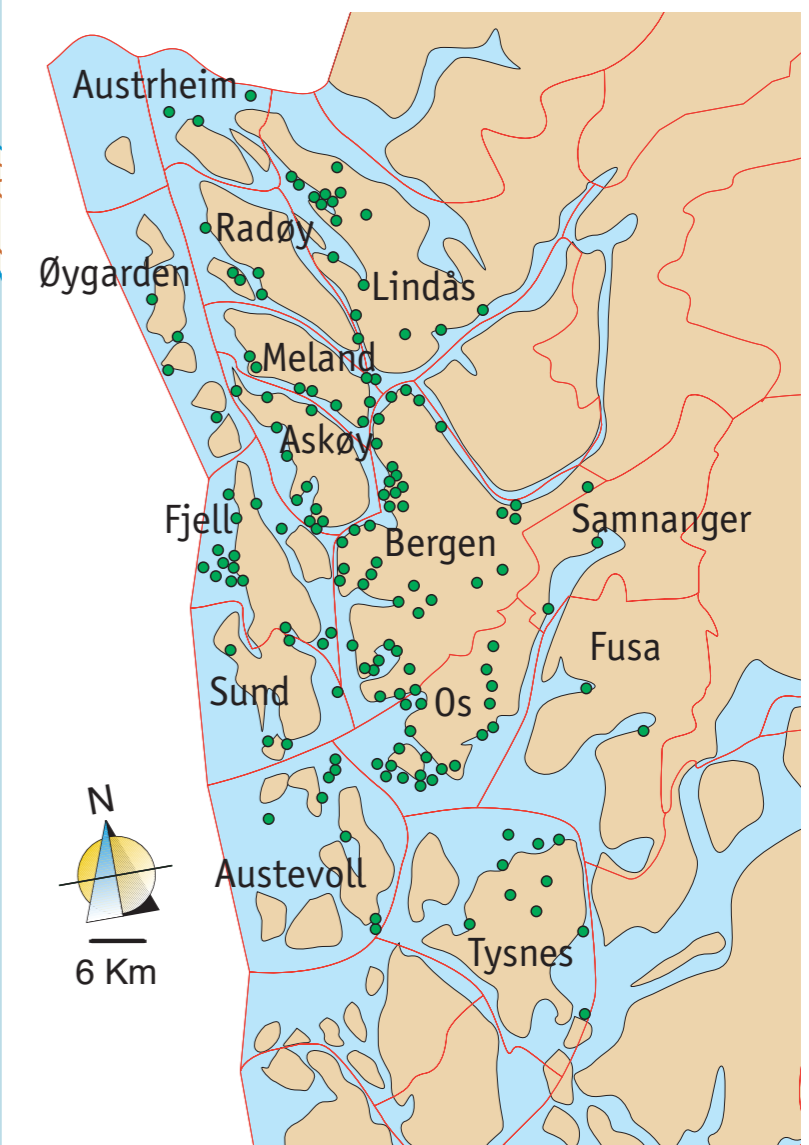 Austrheim
Radøy
Øygarden
Lindås
Meland
Askøy
Fjell
Bergen
Samnanger
Fusa
Sund
Os
N
Austevoll
6 Km
Tysnes